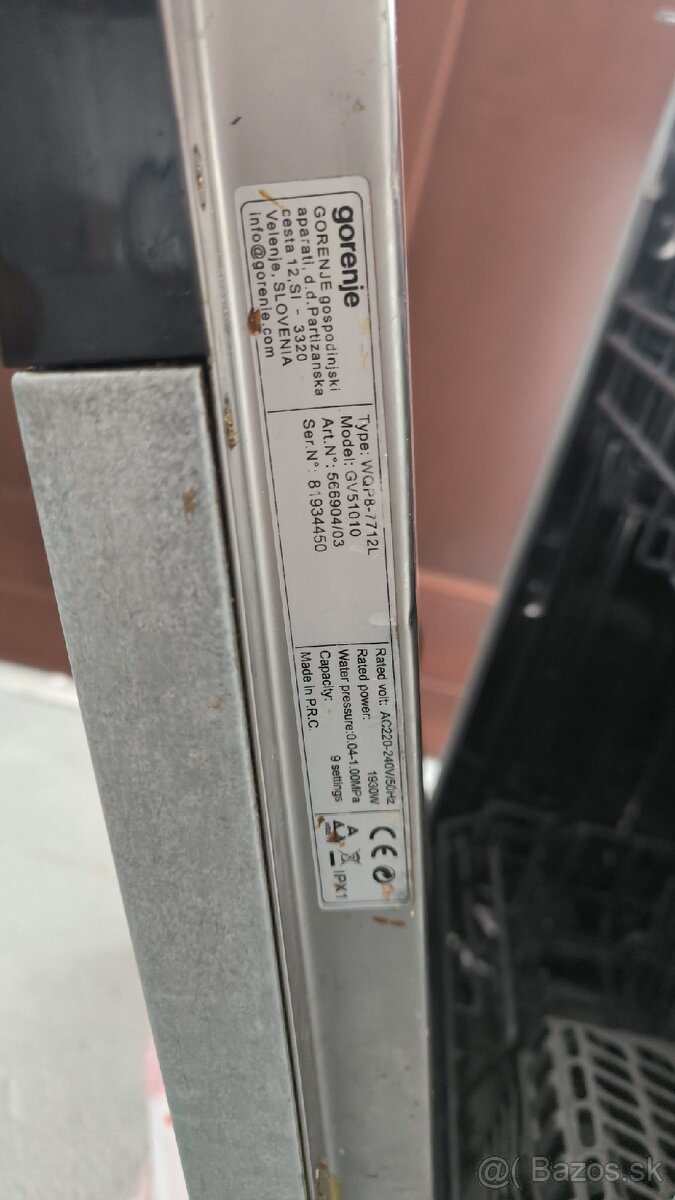 gorenje
GORENJE gospodinjski
aparati, d.d.Partizanska
cesta 12,SI - 3320
Velenje, SLOVENIA
info@gorenje.com
Type: WQP8-7712L
Model: GV51010
Art.N°: 566904/03
Ser.N°: 81934450
Rated volt: AC220-240V/50Hz
Rated power: 1930W
Water pressure:0.04-1.00MPa
Capacity: 9 settings
Made in P.R.C.
CE
A
IPX1
@( Bazos.sk